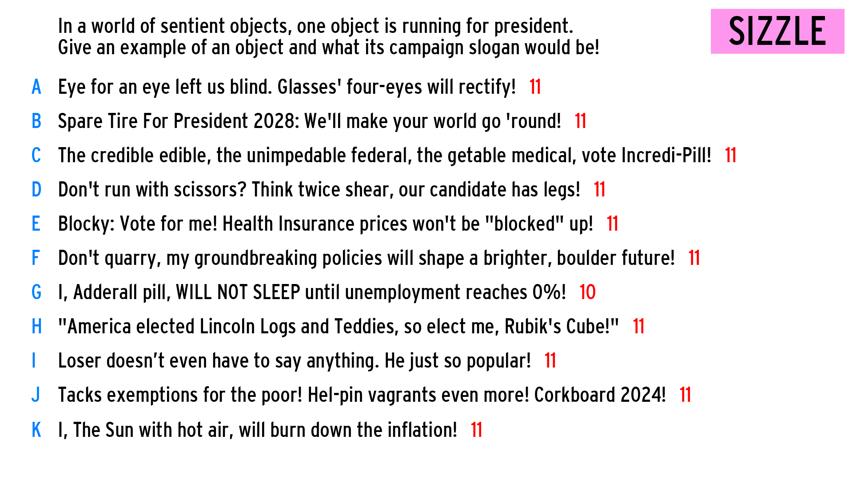 In a world of sentient objects, one object is running for president.
Give an example of an object and what its campaign slogan would be!
SIZZLE
A Eye for an eye left us blind. Glasses' four-eyes will rectify! 11
B Spare Tire For President 2028: We'll make your world go 'round! 11
C The credible edible, the unimpedable federal, the getable medical, vote Incredi-Pill! 11
D Don't run with scissors? Think twice shear, our candidate has legs! 11
E Blocky: Vote for me! Health Insurance prices won't be "blocked" up! 11
F Don't quarry, my groundbreaking policies will shape a brighter, boulder future! 11
G I, Adderall pill, WILL NOT SLEEP until unemployment reaches 0%! 10
H "America elected Lincoln Logs and Teddies, so elect me, Rubik's Cube!" 11
I Loser doesn’t even have to say anything. He just so popular! 11
J Tacks exemptions for the poor! Hel-pin vagrants even more! Corkboard 2024! 11
K I, The Sun with hot air, will burn down the inflation! 11